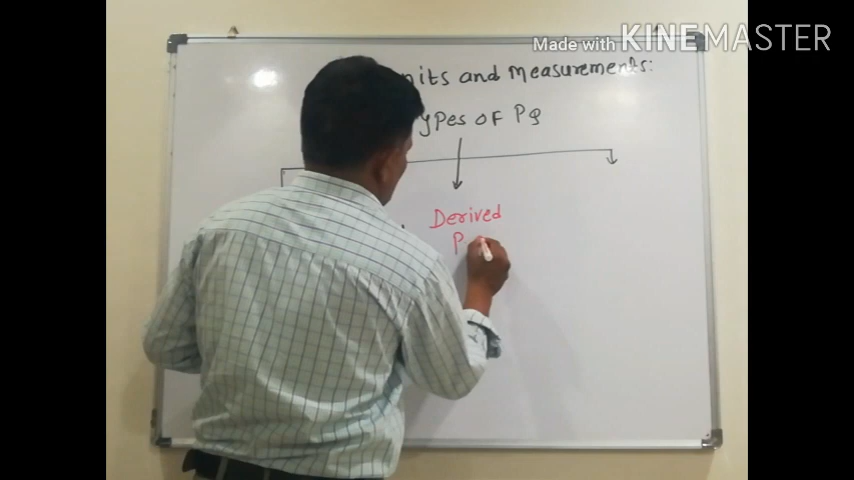 Made with KINEMASTER
nits and measurements:
ypes of PQ
Derived
P